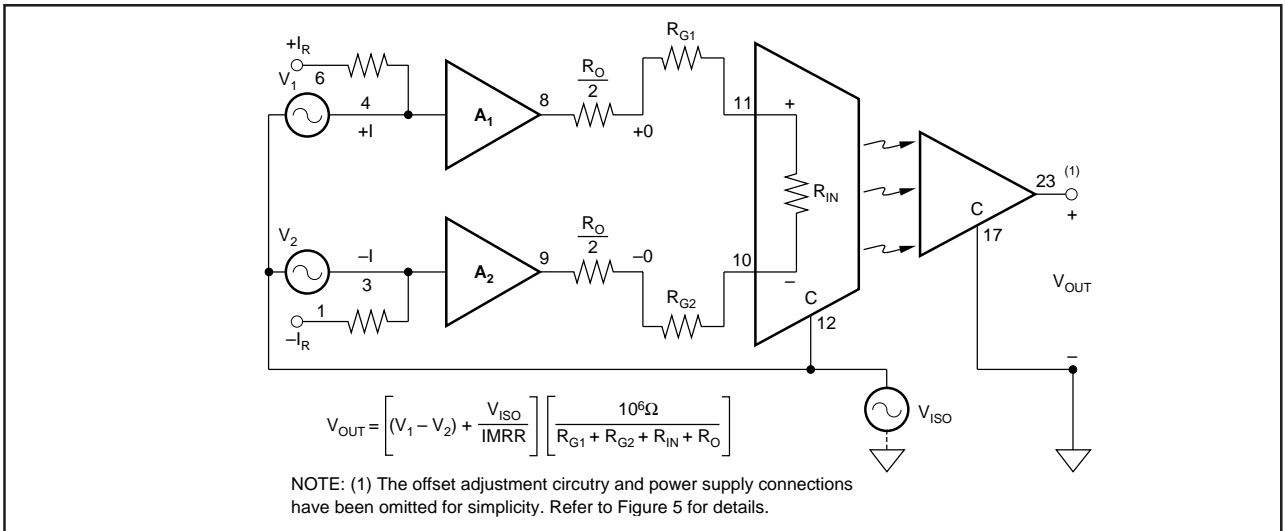 +I_R
6
V_1
4
+I
A_1
8
R_O
2
+0
R_G1
11
+
R_IN
23
(1)
+
C
17
V_2
–I
3
A_2
9
R_O
2
–0
10
–
R_G2
1
–I_R
C
12
V_OUT
–
V_ISO
V_OUT = [(V_1 – V_2) + V_ISO/IMRR] [10^6Ω/(R_G1 + R_G2 + R_IN + R_O)]
NOTE: (1) The offset adjustment circutry and power supply connections
have been omitted for simplicity. Refer to Figure 5 for details.